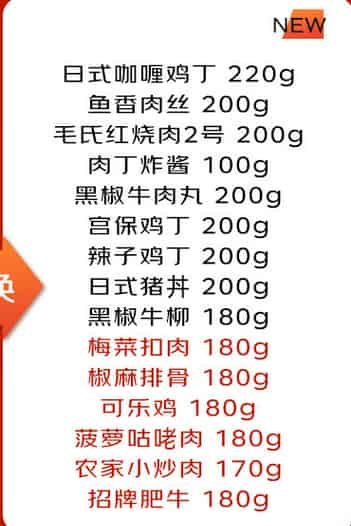 NEW
日式咖喱鸡丁 220g
鱼香肉丝 200g
毛氏红烧肉2号 200g
肉丁炸酱 100g
黑椒牛肉丸 200g
宫保鸡丁 200g
辣子鸡丁 200g
日式猪丼 200g
黑椒牛柳 180g
梅菜扣肉 180g
椒麻排骨 180g
可乐鸡 180g
菠萝咕咾肉 180g
农家小炒肉 170g
招牌肥牛 180g